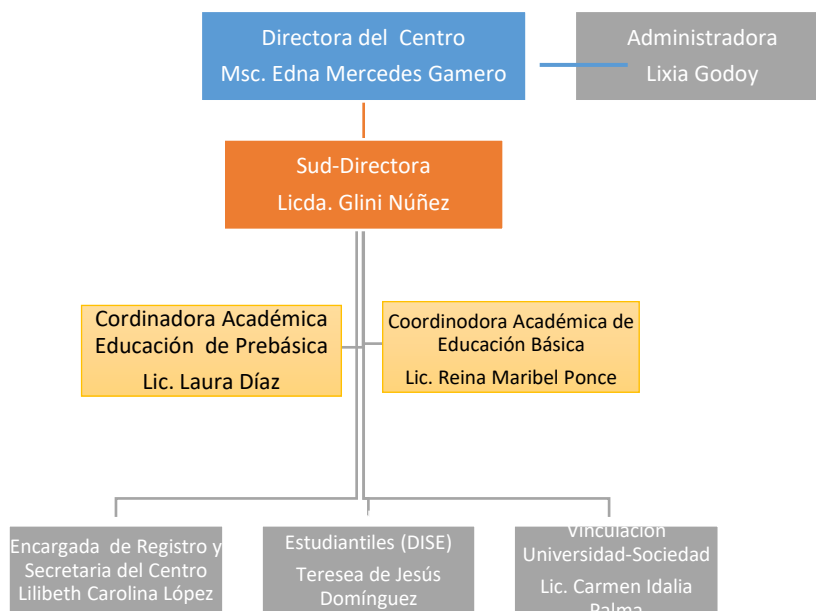 Directora del Centro
Msc. Edna Mercedes Gamero
Administradora
Lixia Godoy
Sud-Directora
Licda. Glini Núñez
Cordinadora Académica
Educación de Prebásica
Lic. Laura Díaz
Coordinodora Académica de
Educación Básica
Lic. Reina Maribel Ponce
Encargada de Registro y
Secretaria del Centro
Lilibeth Carolina López
Estudiantiles (DISE)
Teresea de Jesús
Domínguez
Vinculación
Universidad-Sociedad
Lic. Carmen Idalia
Palma